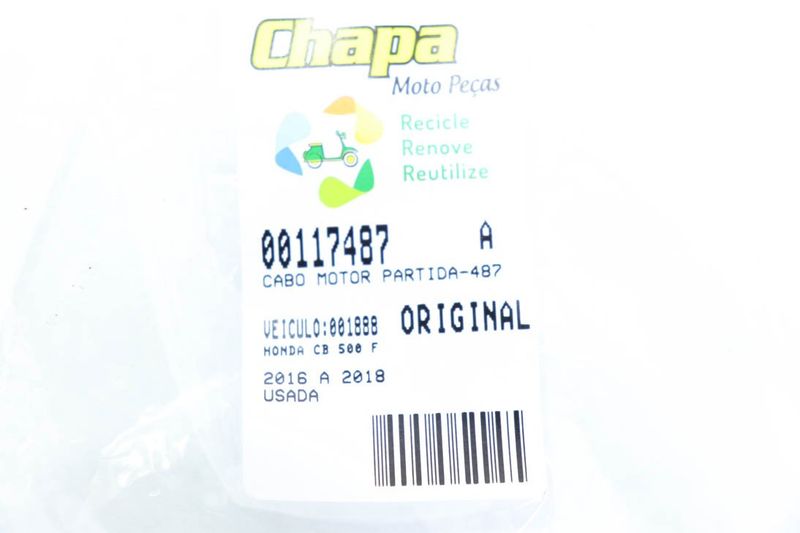 Chapa
Moto Peças
Recicle
Renove
Reutilize
00117487 A
CABO MOTOR PARTIDA-487
VEICULO:001888 ORIGINAL
HONDA CB 500 F
2016 A 2018
USADA